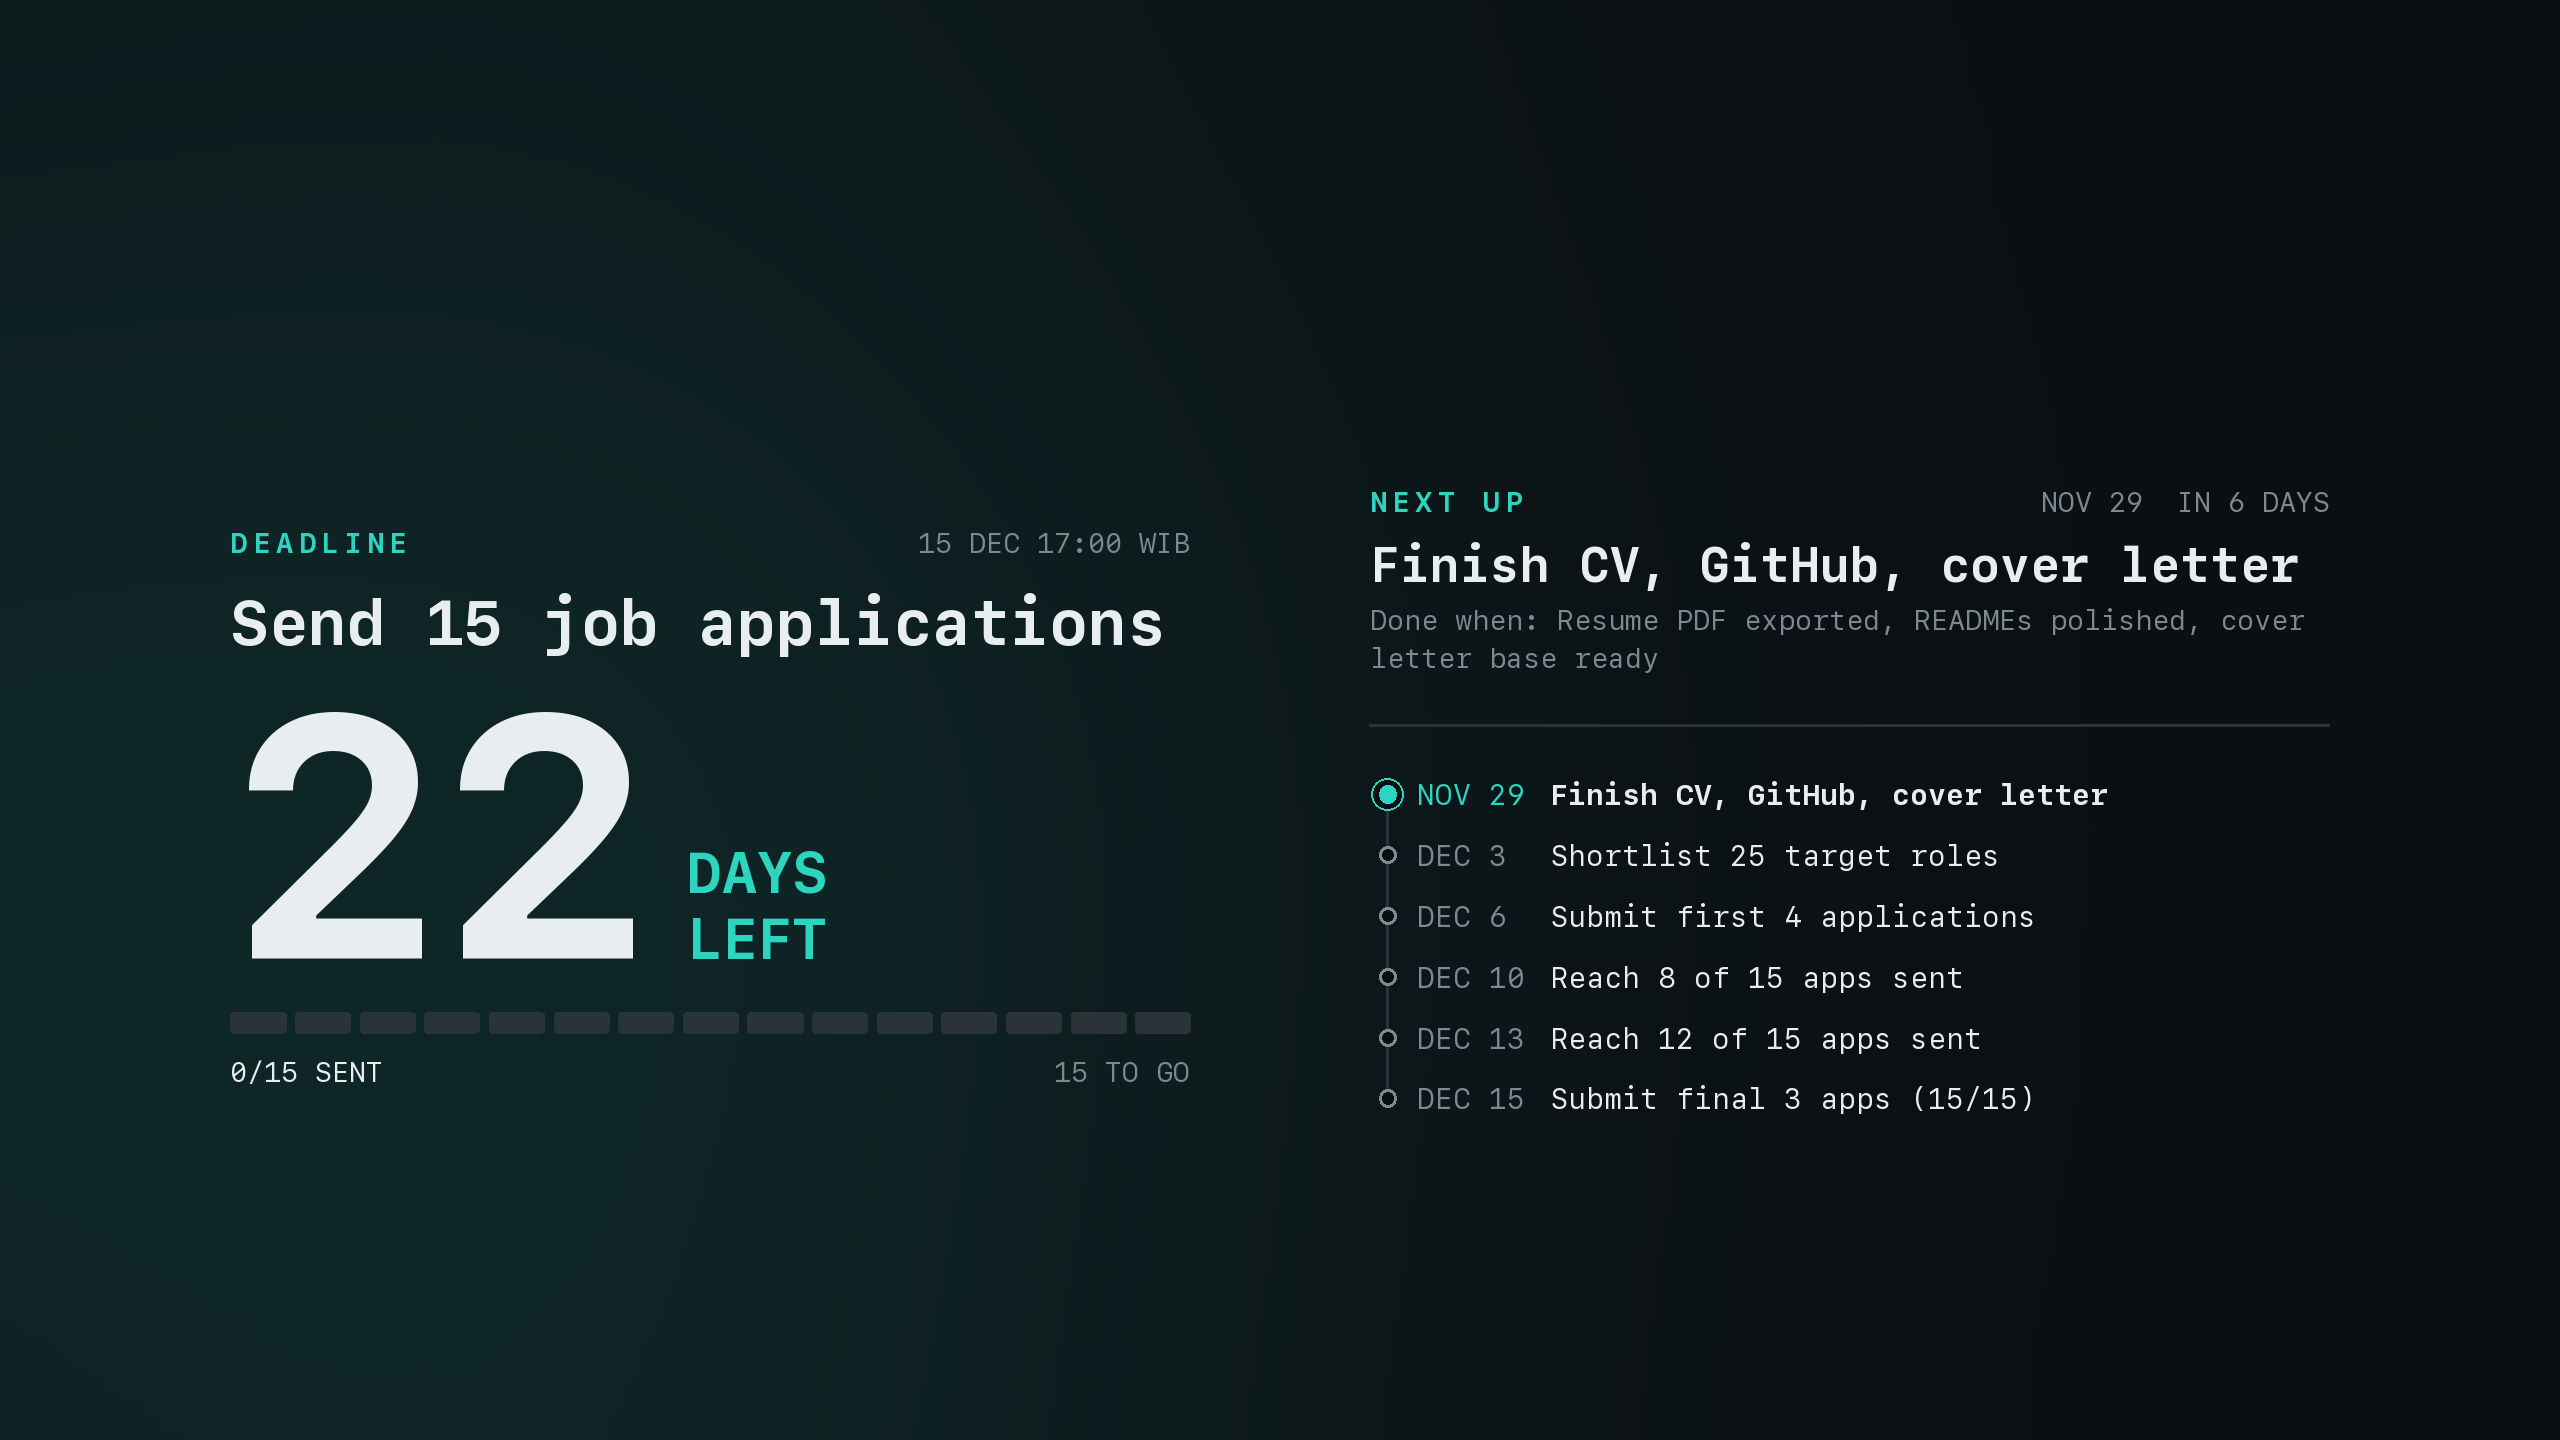 DEADLINE 15 DEC 17:00 WIB
Send 15 job applications
22 DAYS LEFT
0/15 SENT 15 TO GO
NEXT UP NOV 29 IN 6 DAYS
Finish CV, GitHub, cover letter
Done when: Resume PDF exported, READMEs polished, cover
letter base ready
NOV 29 Finish CV, GitHub, cover letter
DEC 3 Shortlist 25 target roles
DEC 6 Submit first 4 applications
DEC 10 Reach 8 of 15 apps sent
DEC 13 Reach 12 of 15 apps sent
DEC 15 Submit final 3 apps (15/15)